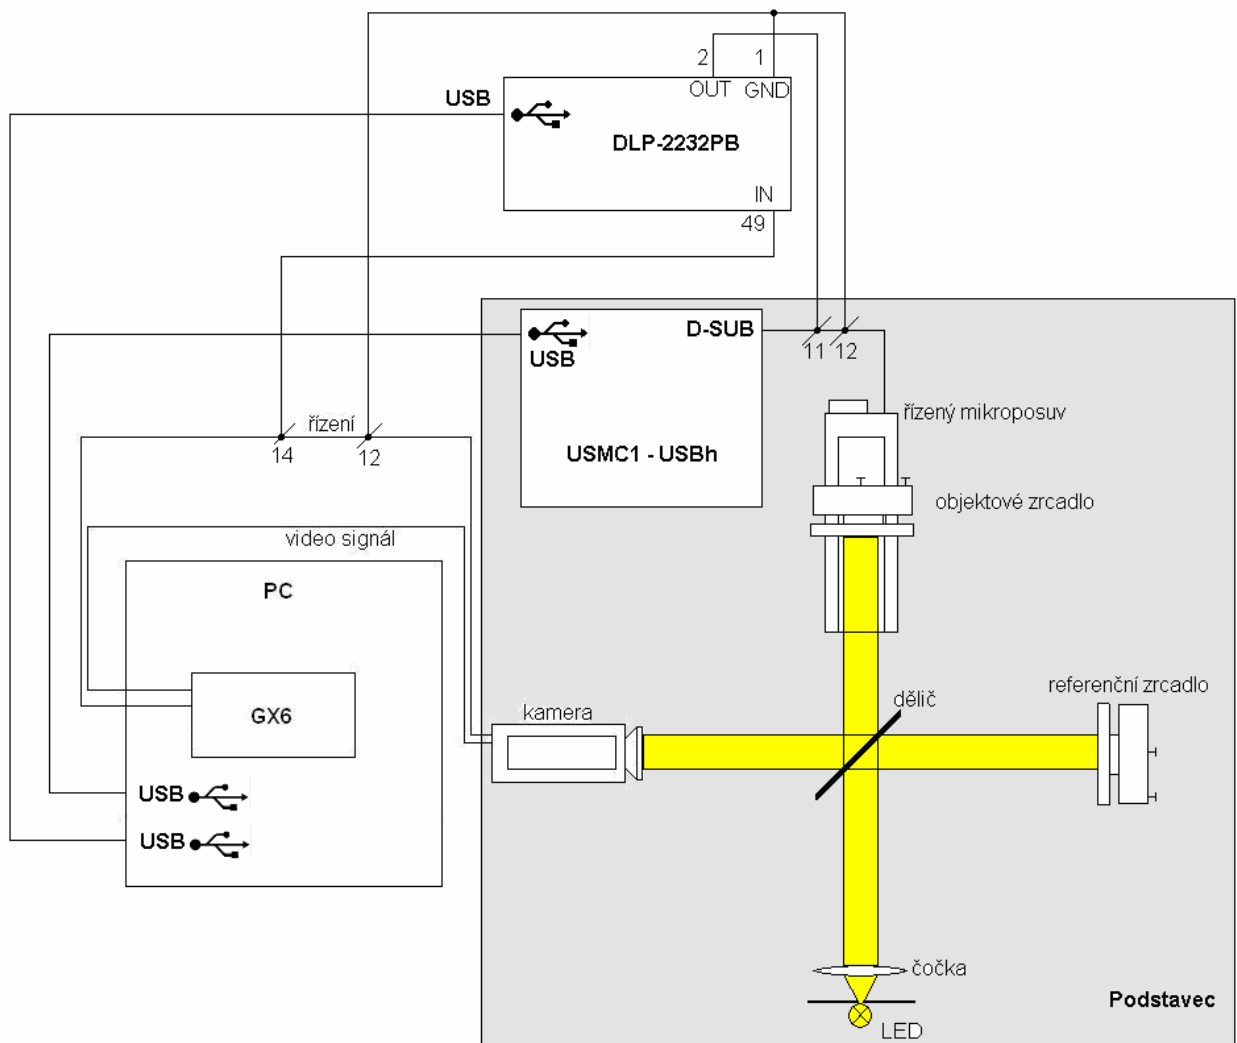 2
1
OUT
GND
USB
DLP-2232PB
IN
49
D-SUB
USB
11
12
řízený mikroposuv
řízení
14
12
USMC1 - USBh
objektové zrcadlo
video signál
PC
referenční zrcadlo
dělič
kamera
GX6
USB
USB
čočka
Podstavec
LED